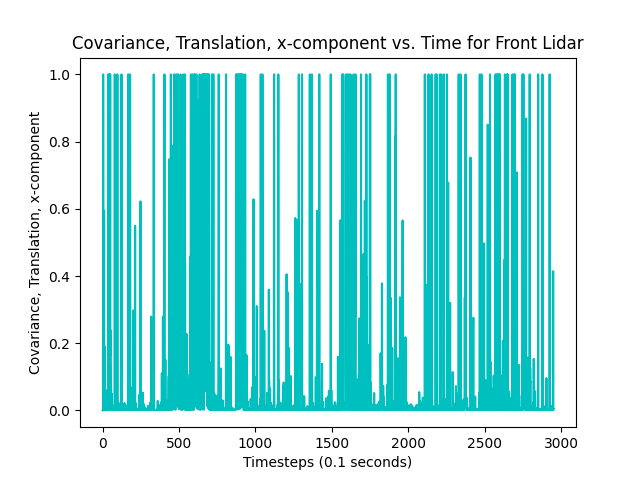 Covariance, Translation, x-component vs. Time for Front Lidar
Covariance, Translation, x-component
1.0
0.8
0.6
0.4
0.2
0.0
0 500 1000 1500 2000 2500 3000
Timesteps (0.1 seconds)